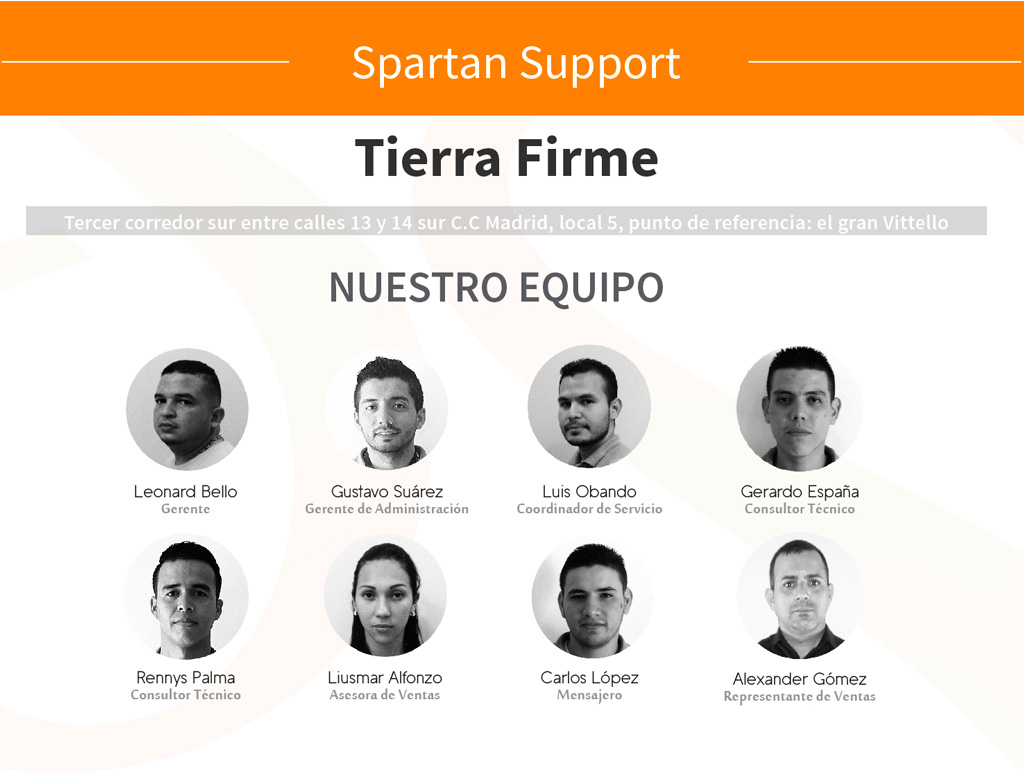 Spartan Support
Tierra Firme
Tercer corredor sur entre calles 13 y 14 sur C.C Madrid, local 5, punto de referencia: el gran Vittello
NUESTRO EQUIPO
Leonard Bello
Gerente
Gustavo Suárez
Gerente de Administración
Luis Obando
Coordinador de Servicio
Gerardo España
Consultor Técnico
Rennys Palma
Consultor Técnico
Liusmar Alfonzo
Asesora de Ventas
Carlos López
Mensajero
Alexander Gómez
Representante de Ventas